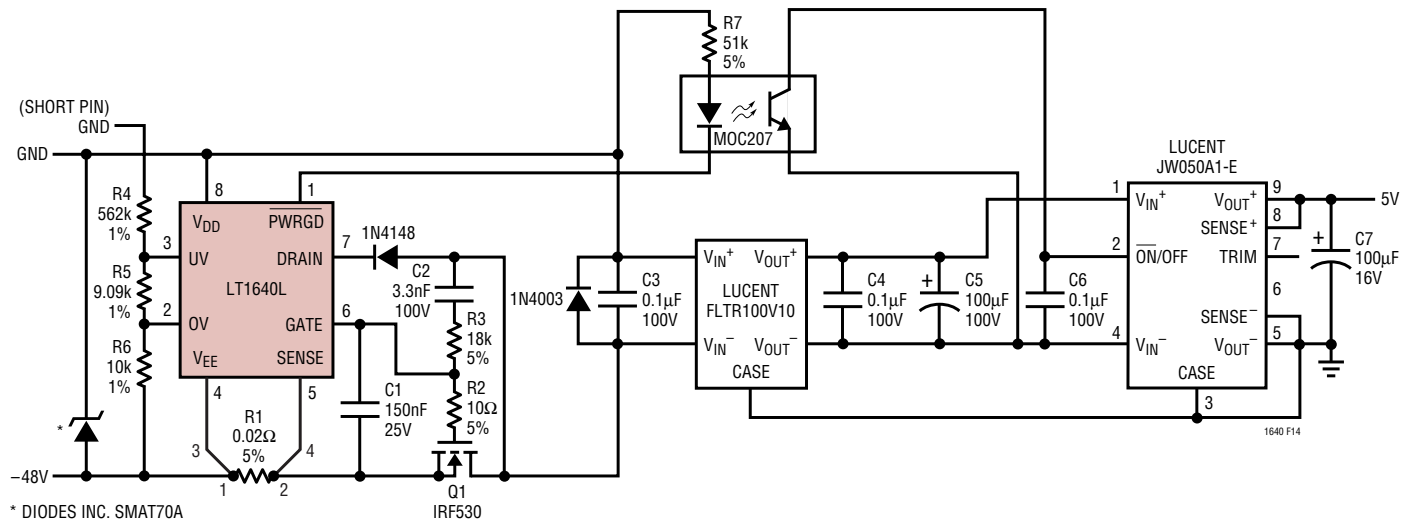 (SHORT PIN)
GND
GND
R4
562k
1%
R5
9.09k
1%
R6
10k
1%
*
-48V
* DIODES INC. SMAT70A
8
1
VDD
PWRGD
3
UV
DRAIN
7
LT1640L
2
OV
GATE
6
VEE
SENSE
4
5
R1
0.02Ω
5%
3
4
1
2
1N4148
C2
3.3nF
100V
R3
18k
5%
R2
10Ω
5%
C1
150nF
25V
Q1
IRF530
R7
51k
5%
MOC207
1N4003
C3
0.1µF
100V
VIN+
VOUT+
LUCENT
FLTR100V10
VIN–
VOUT–
CASE
C4
0.1µF
100V
+
C5
100µF
100V
C6
0.1µF
100V
LUCENT
JW050A1-E
1
VIN+
VOUT+
9
SENSE+
8
2
ON/OFF
TRIM
7
6
SENSE–
4
VIN–
VOUT–
5
CASE
3
5V
+
C7
100µF
16V
1640 F14